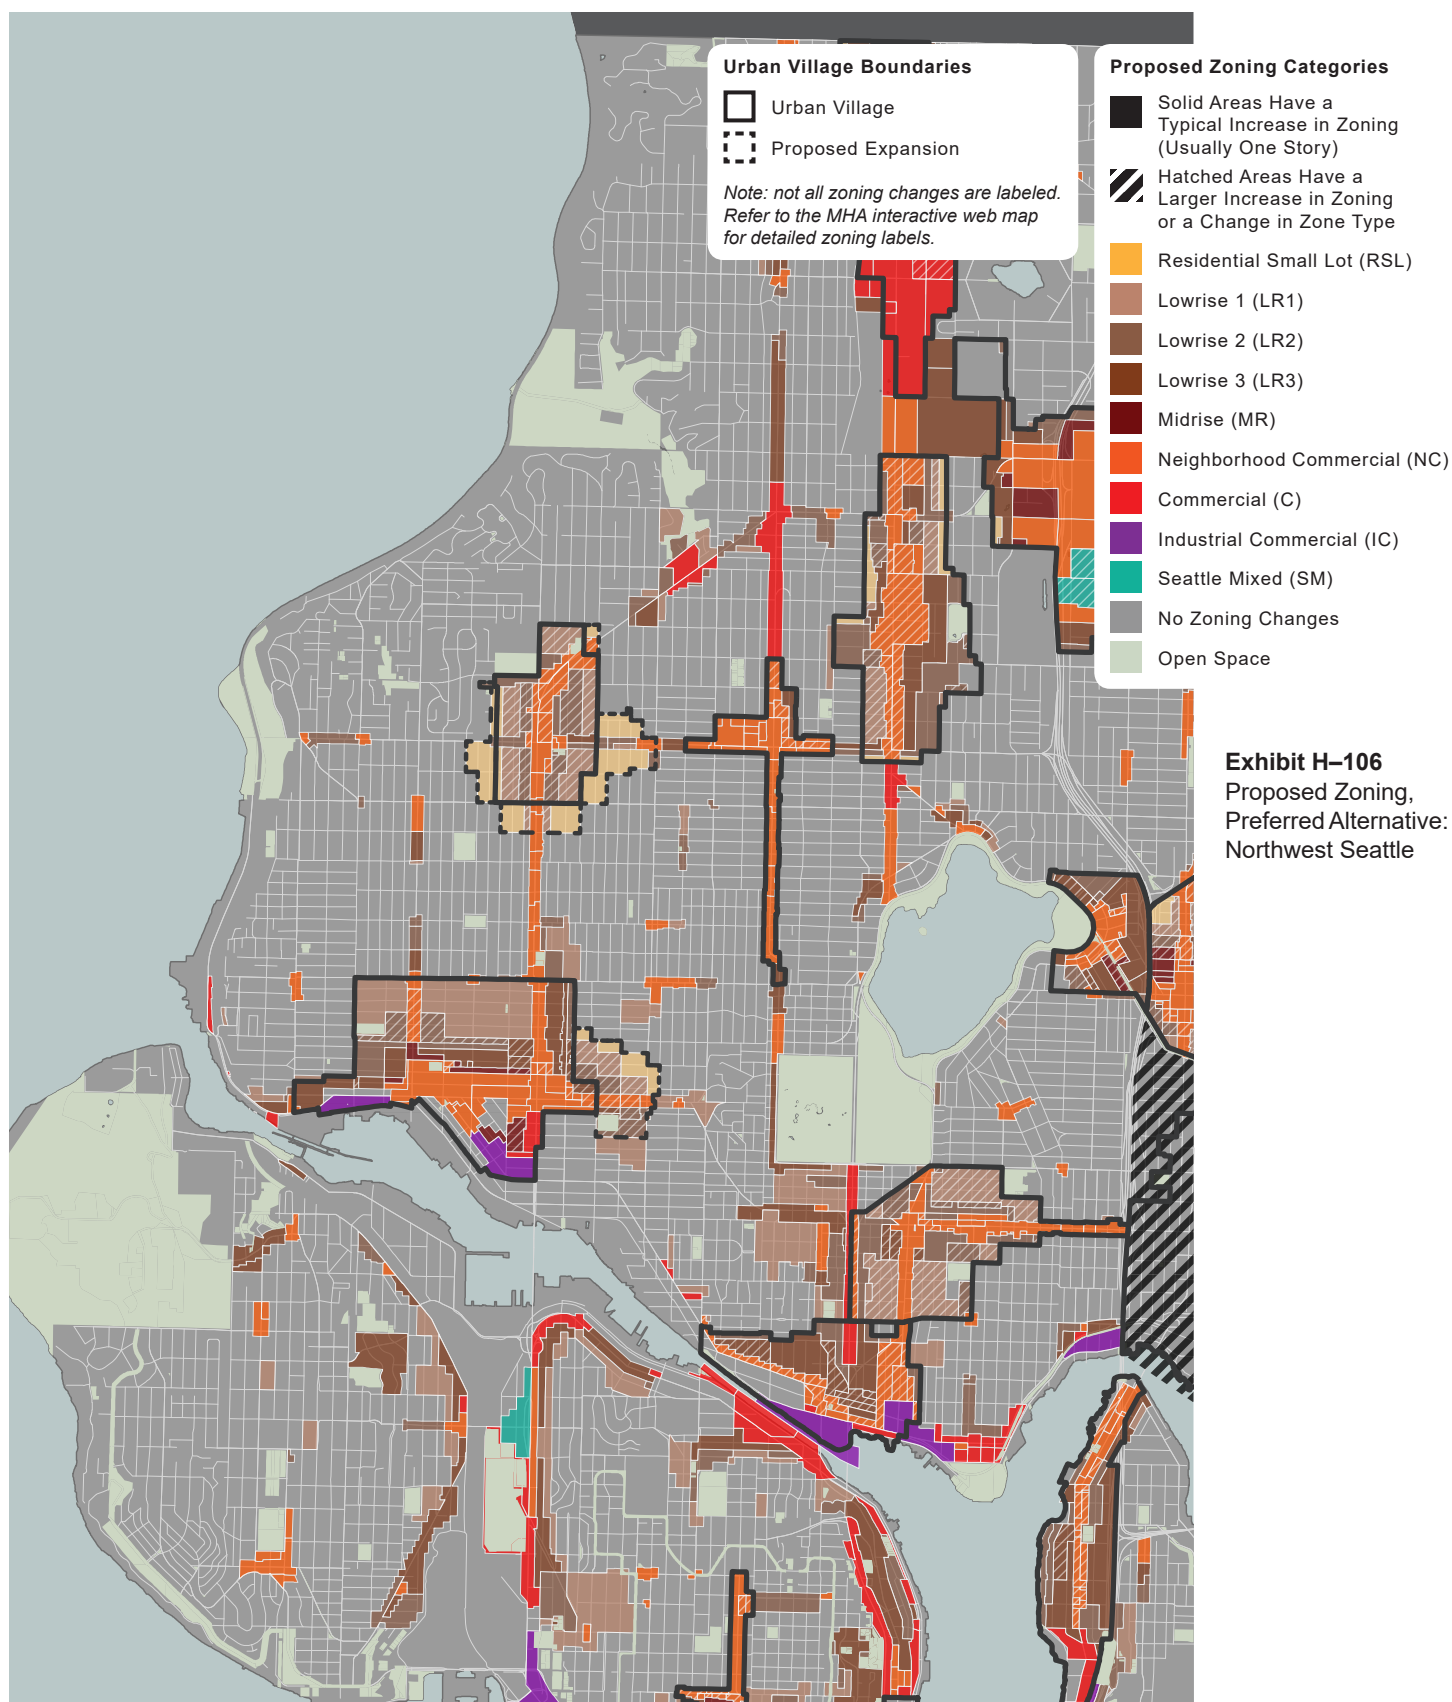 Urban Village Boundaries
Urban Village
Proposed Expansion
Note: not all zoning changes are labeled.
Refer to the MHA interactive web map
for detailed zoning labels.
Proposed Zoning Categories
Solid Areas Have a
Typical Increase in Zoning
(Usually One Story)
Hatched Areas Have a
Larger Increase in Zoning
or a Change in Zone Type
Residential Small Lot (RSL)
Lowrise 1 (LR1)
Lowrise 2 (LR2)
Lowrise 3 (LR3)
Midrise (MR)
Neighborhood Commercial (NC)
Commercial (C)
Industrial Commercial (IC)
Seattle Mixed (SM)
No Zoning Changes
Open Space
Exhibit H–106
Proposed Zoning,
Preferred Alternative:
Northwest Seattle